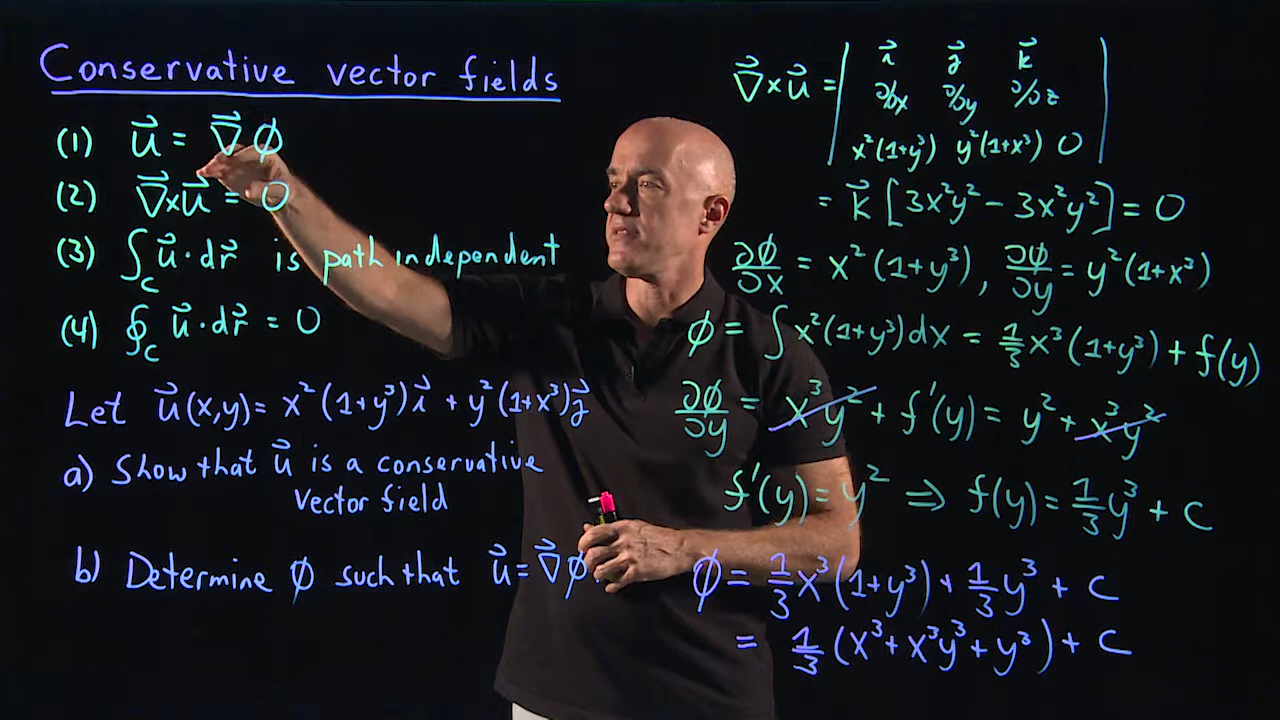 Conservative vector fields
(1) u⃗ = ∇⃗ϕ
(2) ∇⃗×u⃗ = 0
(3) ∫_C u⃗·dr⃗ is path independent
(4) ∮_C u⃗·dr⃗ = 0
Let u⃗(x,y) = x²(1+y³)i⃗ + y²(1+x³)j⃗
a) Show that u⃗ is a conservative
vector field
b) Determine ϕ such that u⃗ = ∇⃗ϕ.
∇⃗×u⃗ = | i⃗ j⃗ k⃗ |
∂/∂x ∂/∂y ∂/∂z
x²(1+y³) y²(1+x³) 0
= k⃗ [3x²y² − 3x²y²] = 0
∂ϕ/∂x = x²(1+y³), ∂ϕ/∂y = y²(1+x³)
ϕ = ∫x²(1+y³)dx = 1/3 x³(1+y³) + f(y)
∂ϕ/∂y = x³y² + f'(y) = y² + x³y²
f'(y) = y² ⇒ f(y) = 1/3 y³ + c
ϕ = 1/3 x³(1+y³) + 1/3 y³ + c
= 1/3 (x³ + x³y³ + y³) + c